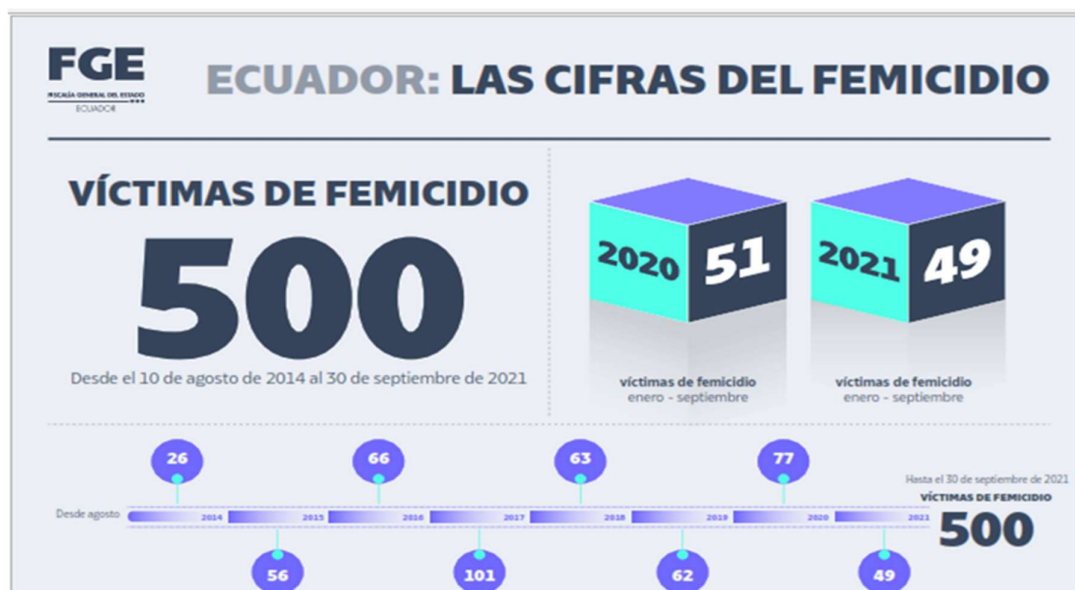 FGE
FISCALÍA GENERAL DEL ESTADO
ECUADOR
ECUADOR: LAS CIFRAS DEL FEMICIDIO
VÍCTIMAS DE FEMICIDIO
500
Desde el 10 de agosto de 2014 al 30 de septiembre de 2021
2020 51
víctimas de femicidio
enero - septiembre
2021 49
víctimas de femicidio
enero - septiembre
26 66 63 77
Desde agosto 2014 2015 2016 2017 2018 2019 2020 2021
56 101 62 49
Hasta el 30 de septiembre de 2021
VÍCTIMAS DE FEMICIDIO
500